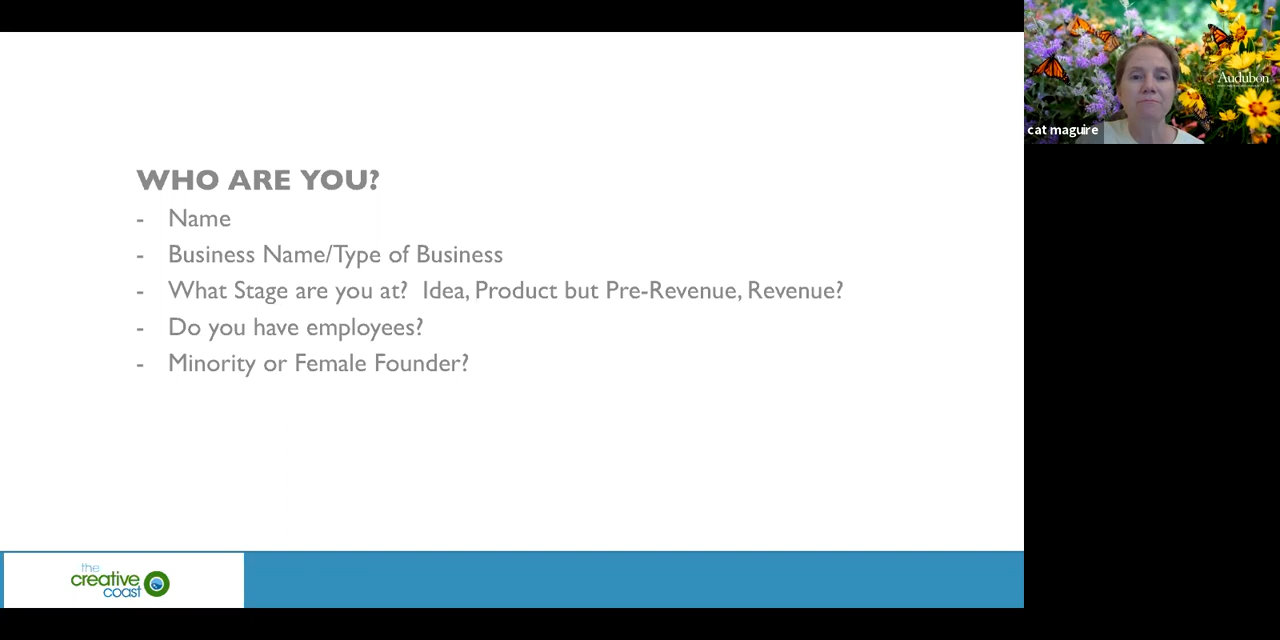 WHO ARE YOU?
- Name
- Business Name/Type of Business
- What Stage are you at? Idea, Product but Pre-Revenue, Revenue?
- Do you have employees?
- Minority or Female Founder?
the
creative
coast
Audubon
cat maguire